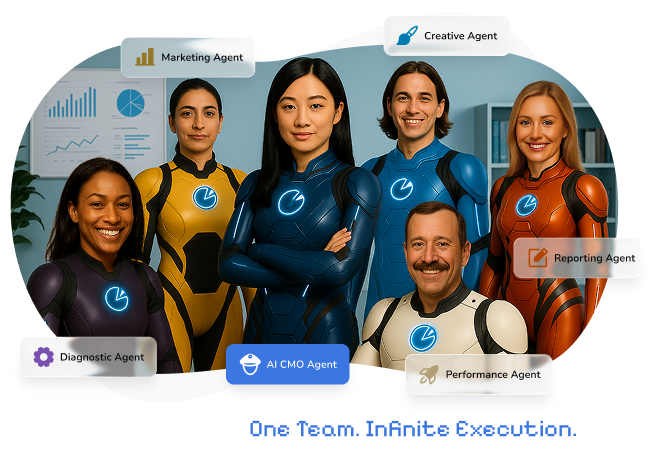 Creative Agent
Marketing Agent
Reporting Agent
Diagnostic Agent
AI CMO Agent
Performance Agent
One Team. Infinite Execution.